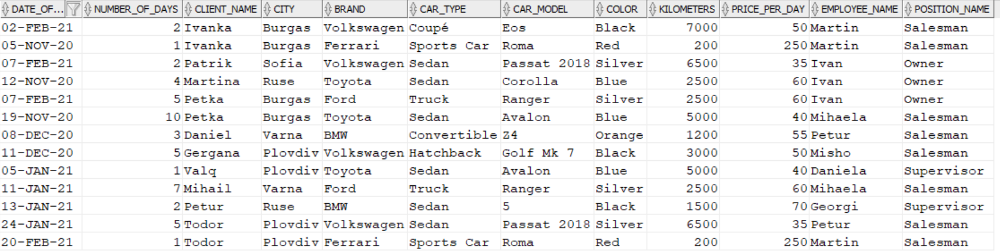 DATE_OF... NUMBER_OF_DAYS CLIENT_NAME CITY BRAND CAR_TYPE CAR_MODEL COLOR KILOMETERS PRICE_PER_DAY EMPLOYEE_NAME POSITION_NAME
02-FEB-21 2 Ivanka Burgas Volkswagen Coupé Eos Black 7000 50 Martin Salesman
05-NOV-20 1 Ivanka Burgas Ferrari Sports Car Roma Red 200 250 Martin Salesman
07-FEB-21 2 Patrik Sofia Volkswagen Sedan Passat 2018 Silver 6500 35 Ivan Owner
12-NOV-20 4 Martina Ruse Toyota Sedan Corolla Blue 2500 60 Ivan Owner
07-FEB-21 5 Petka Burgas Ford Truck Ranger Silver 2500 60 Ivan Owner
19-NOV-20 10 Petka Burgas Toyota Sedan Avalon Blue 5000 40 Mihaela Salesman
08-DEC-20 3 Daniel Varna BMW Convertible Z4 Orange 1200 55 Petur Salesman
11-DEC-20 5 Gergana Plovdiv Volkswagen Hatchback Golf Mk 7 Black 3000 50 Misho Salesman
05-JAN-21 1 Valq Plovdiv Toyota Sedan Avalon Blue 5000 40 Daniela Supervisor
11-JAN-21 7 Mihail Varna Ford Truck Ranger Silver 2500 60 Mihaela Salesman
13-JAN-21 2 Petur Ruse BMW Sedan 5 Black 1500 70 Georgi Supervisor
24-JAN-21 5 Todor Plovdiv Volkswagen Sedan Passat 2018 Silver 6500 35 Petur Salesman
20-FEB-21 1 Todor Plovdiv Ferrari Sports Car Roma Red 200 250 Martin Salesman